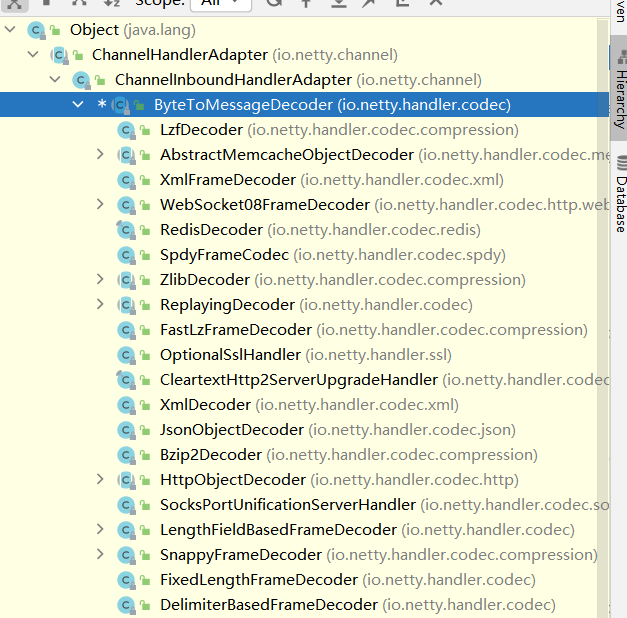 Scope: All
Object (java.lang)
ChannelHandlerAdapter (io.netty.channel)
ChannelInboundHandlerAdapter (io.netty.channel)
* ByteToMessageDecoder (io.netty.handler.codec)
LzfDecoder (io.netty.handler.codec.compression)
AbstractMemcacheObjectDecoder (io.netty.handler.codec.me
XmlFrameDecoder (io.netty.handler.codec.xml)
WebSocket08FrameDecoder (io.netty.handler.codec.http.web
RedisDecoder (io.netty.handler.codec.redis)
SpdyFrameCodec (io.netty.handler.codec.spdy)
ZlibDecoder (io.netty.handler.codec.compression)
ReplayingDecoder (io.netty.handler.codec)
FastLzFrameDecoder (io.netty.handler.codec.compression)
OptionalSslHandler (io.netty.handler.ssl)
CleartextHttp2ServerUpgradeHandler (io.netty.handler.codec
XmlDecoder (io.netty.handler.codec.xml)
JsonObjectDecoder (io.netty.handler.codec.json)
Bzip2Decoder (io.netty.handler.codec.compression)
HttpObjectDecoder (io.netty.handler.codec.http)
SocksPortUnificationServerHandler (io.netty.handler.codec.so
LengthFieldBasedFrameDecoder (io.netty.handler.codec)
SnappyFrameDecoder (io.netty.handler.codec.compression)
FixedLengthFrameDecoder (io.netty.handler.codec)
DelimiterBasedFrameDecoder (io.netty.handler.codec)
ven
Hierarchy
Database